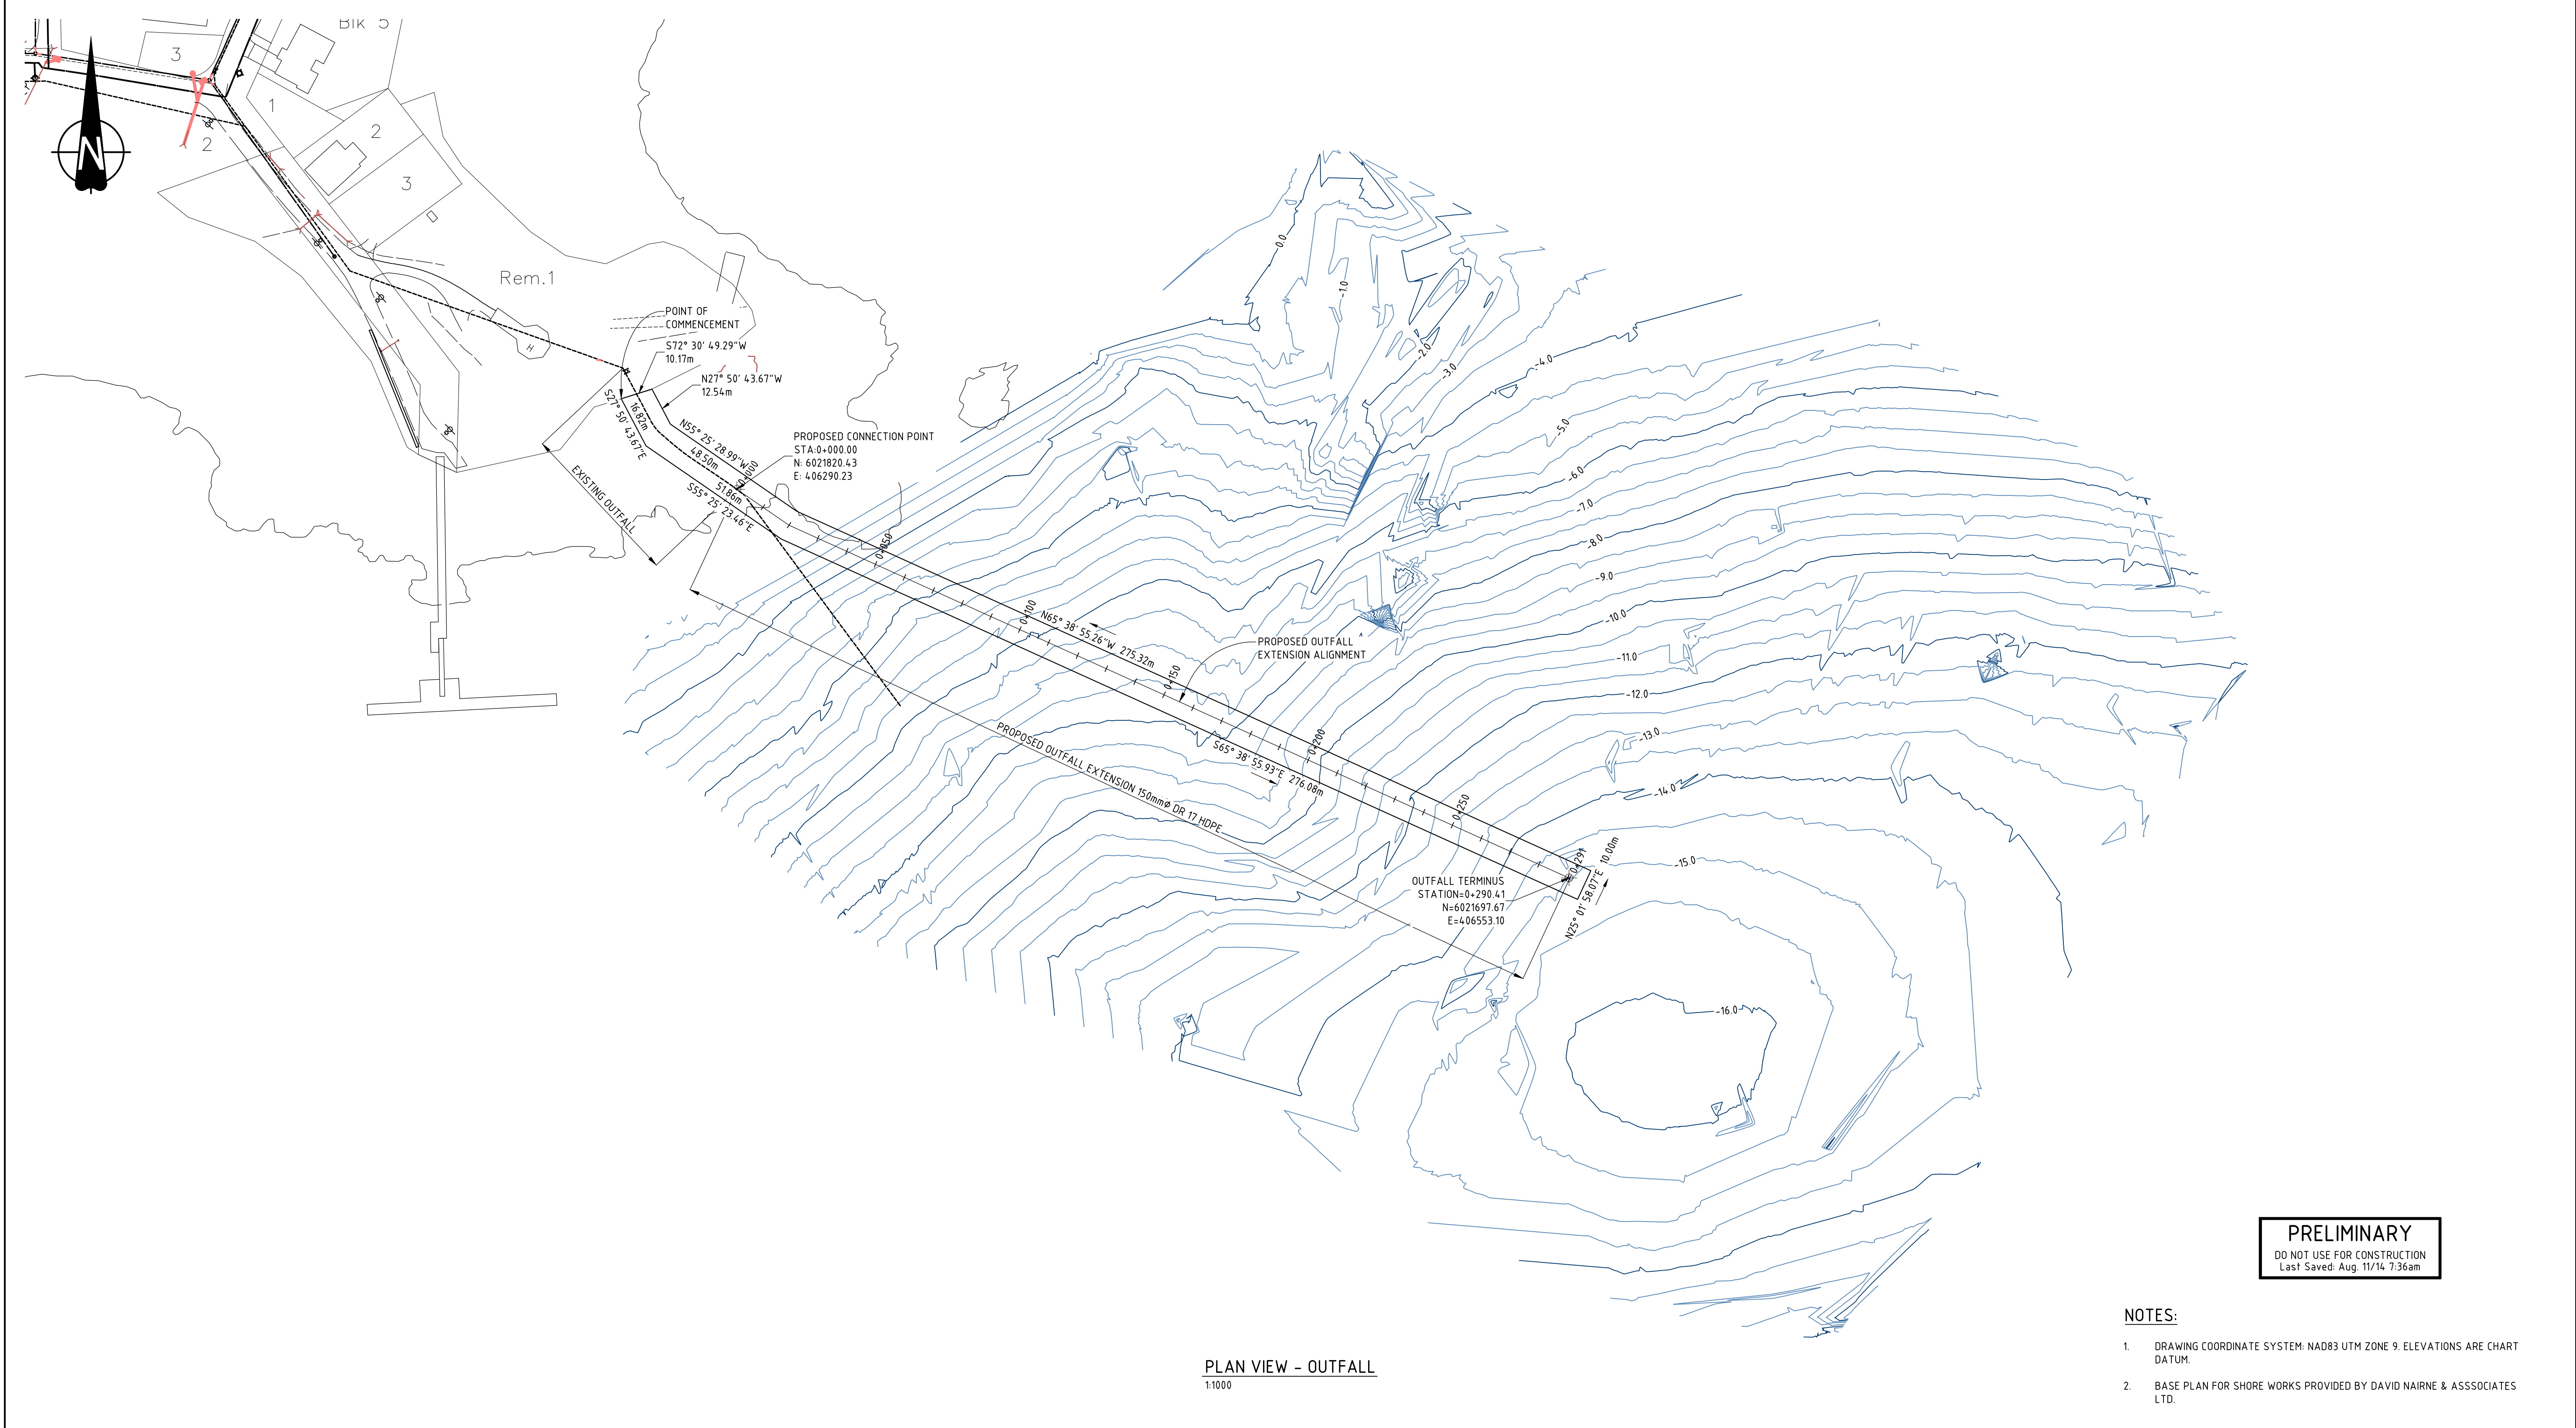 Blk 5
3
1
2
2
3
N
Rem.1
H
POINT OF
COMMENCEMENT
S72° 30' 49.29"W
10.17m
N27° 50' 43.67"W
12.54m
16.82m
S27° 50' 43.67"E
N55° 25' 28.99"W
48.50m
51.86m
S55° 25' 23.46"E
EXISTING OUTFALL
PROPOSED CONNECTION POINT
STA:0+000.00
N: 6021820.43
E: 406290.23
0+000
0+050
0+100
0+150
0+200
0+250
0+291
N65° 38' 55.26"W 275.32m
PROPOSED OUTFALL
EXTENSION ALIGNMENT
S65° 38' 55.93"E 276.08m
PROPOSED OUTFALL EXTENSION 150mmø DR 17 HDPE
OUTFALL TERMINUS
STATION=0+290.41
N=6021697.67
E=406553.10
N25° 01' 58.07"E 10.00m
0.0
-1.0
-2.0
-3.0
-4.0
-5.0
-6.0
-7.0
-8.0
-9.0
-10.0
-11.0
-12.0
-13.0
-14.0
-15.0
-16.0
PLAN VIEW - OUTFALL
1:1000
PRELIMINARY
DO NOT USE FOR CONSTRUCTION
Last Saved: Aug. 11/14 7:36am
NOTES:
1. DRAWING COORDINATE SYSTEM: NAD83 UTM ZONE 9. ELEVATIONS ARE CHART
DATUM.
2. BASE PLAN FOR SHORE WORKS PROVIDED BY DAVID NAIRNE & ASSSOCIATES
LTD.